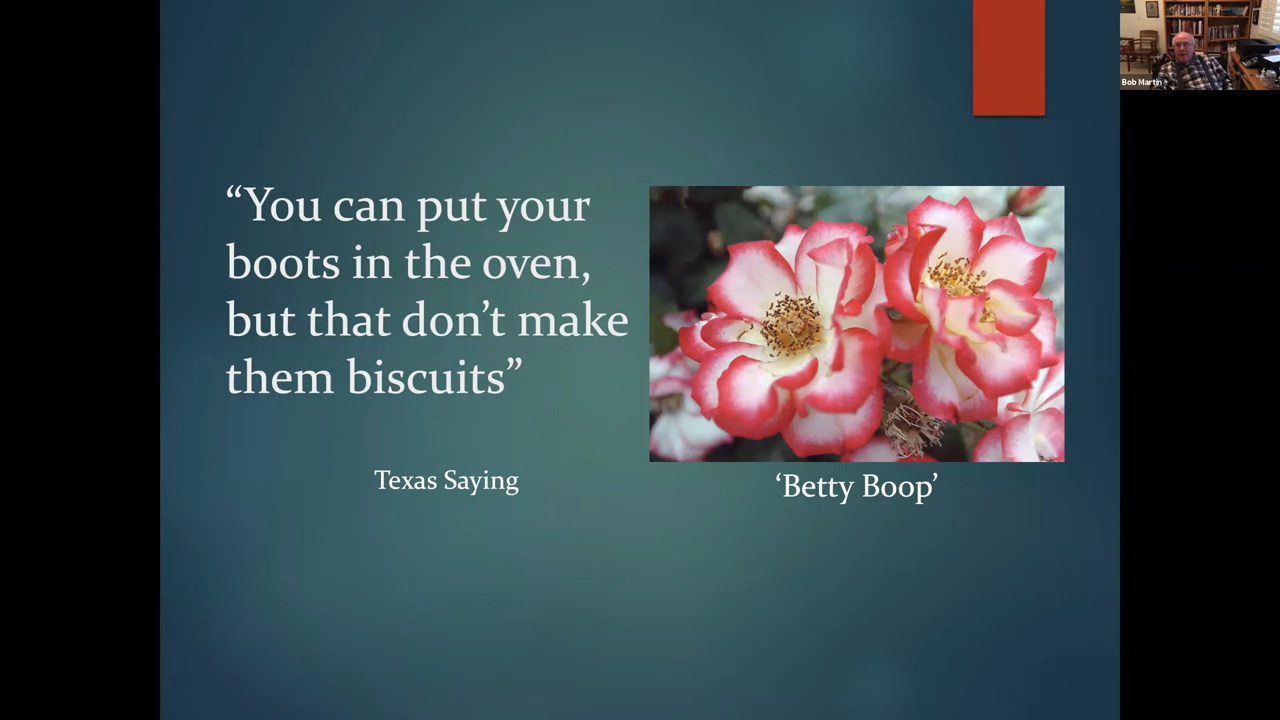 “You can put your
boots in the oven,
but that don’t make
them biscuits”
Texas Saying
‘Betty Boop’
Bob Martin